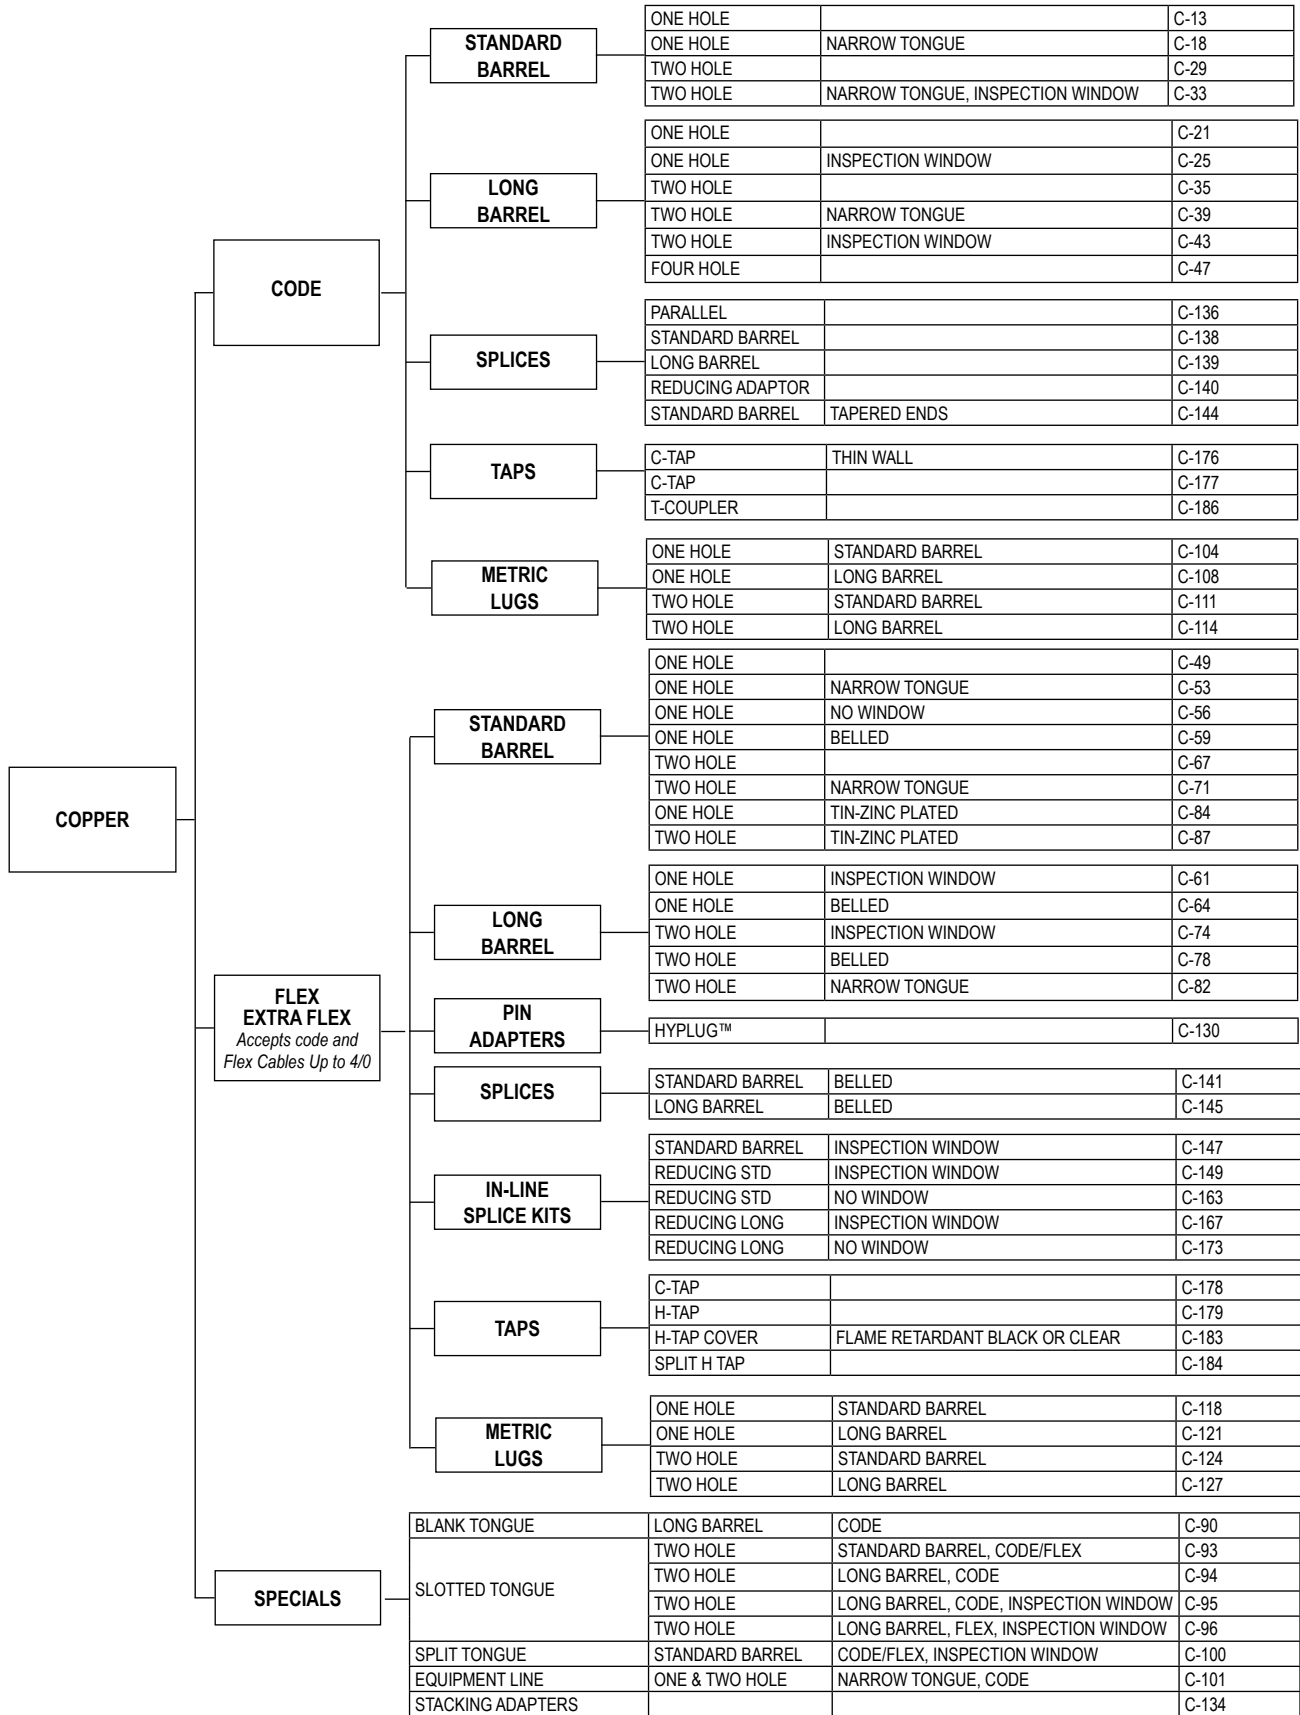 COPPER
CODE
STANDARD
BARREL
ONE HOLE C-13
ONE HOLE NARROW TONGUE C-18
TWO HOLE C-29
TWO HOLE NARROW TONGUE, INSPECTION WINDOW C-33
LONG
BARREL
ONE HOLE C-21
ONE HOLE INSPECTION WINDOW C-25
TWO HOLE C-35
TWO HOLE NARROW TONGUE C-39
TWO HOLE INSPECTION WINDOW C-43
FOUR HOLE C-47
SPLICES
PARALLEL C-136
STANDARD BARREL C-138
LONG BARREL C-139
REDUCING ADAPTOR C-140
STANDARD BARREL TAPERED ENDS C-144
TAPS
C-TAP THIN WALL C-176
C-TAP C-177
T-COUPLER C-186
METRIC
LUGS
ONE HOLE STANDARD BARREL C-104
ONE HOLE LONG BARREL C-108
TWO HOLE STANDARD BARREL C-111
TWO HOLE LONG BARREL C-114
FLEX
EXTRA FLEX
Accepts code and
Flex Cables Up to 4/0
STANDARD
BARREL
ONE HOLE C-49
ONE HOLE NARROW TONGUE C-53
ONE HOLE NO WINDOW C-56
ONE HOLE BELLED C-59
TWO HOLE C-67
TWO HOLE NARROW TONGUE C-71
ONE HOLE TIN-ZINC PLATED C-84
TWO HOLE TIN-ZINC PLATED C-87
LONG
BARREL
ONE HOLE INSPECTION WINDOW C-61
ONE HOLE BELLED C-64
TWO HOLE INSPECTION WINDOW C-74
TWO HOLE BELLED C-78
TWO HOLE NARROW TONGUE C-82
PIN
ADAPTERS
HYPLUG™ C-130
SPLICES
STANDARD BARREL BELLED C-141
LONG BARREL BELLED C-145
IN-LINE
SPLICE KITS
STANDARD BARREL INSPECTION WINDOW C-147
REDUCING STD INSPECTION WINDOW C-149
REDUCING STD NO WINDOW C-163
REDUCING LONG INSPECTION WINDOW C-167
REDUCING LONG NO WINDOW C-173
TAPS
C-TAP C-178
H-TAP C-179
H-TAP COVER FLAME RETARDANT BLACK OR CLEAR C-183
SPLIT H TAP C-184
METRIC
LUGS
ONE HOLE STANDARD BARREL C-118
ONE HOLE LONG BARREL C-121
TWO HOLE STANDARD BARREL C-124
TWO HOLE LONG BARREL C-127
SPECIALS
BLANK TONGUE LONG BARREL CODE C-90
SLOTTED TONGUE
TWO HOLE STANDARD BARREL, CODE/FLEX C-93
TWO HOLE LONG BARREL, CODE C-94
TWO HOLE LONG BARREL, CODE, INSPECTION WINDOW C-95
TWO HOLE LONG BARREL, FLEX, INSPECTION WINDOW C-96
SPLIT TONGUE STANDARD BARREL CODE/FLEX, INSPECTION WINDOW C-100
EQUIPMENT LINE ONE & TWO HOLE NARROW TONGUE, CODE C-101
STACKING ADAPTERS C-134